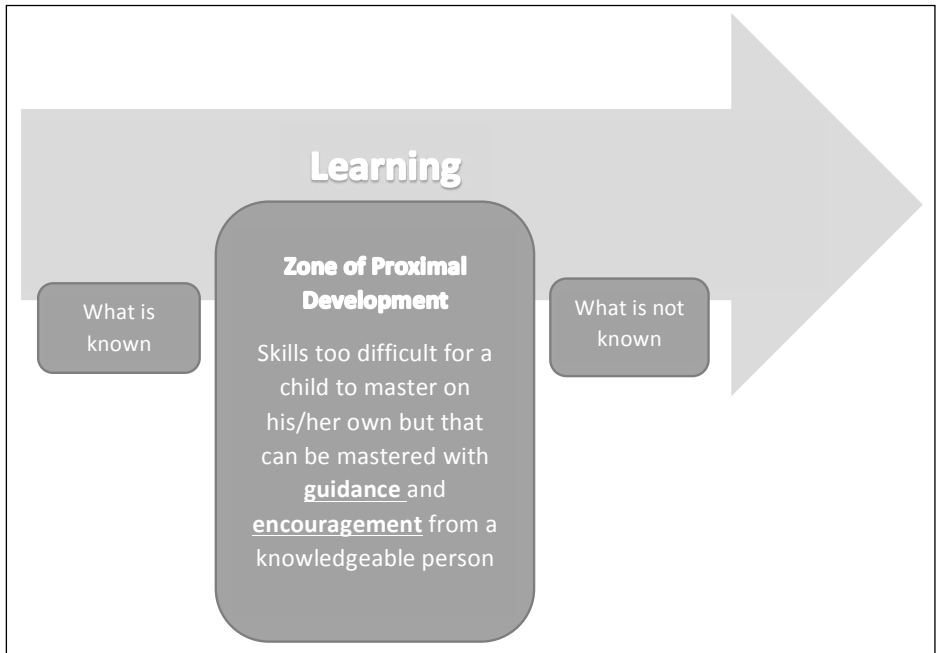 Learning
What is
known
Zone of Proximal
Development
Skills too difficult for a
child to master on
his/her own but that
can be mastered with
guidance and
encouragement from a
knowledgeable person
What is not
known